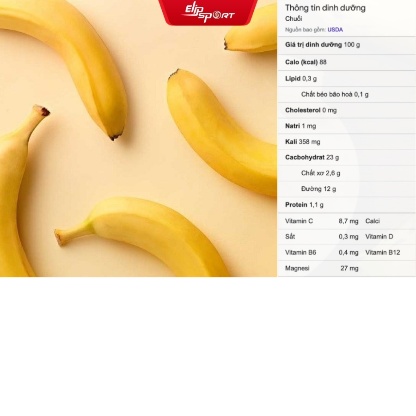 Elip
SPORT
Thông tin dinh dưỡng
Chuối
Nguồn bao gồm: USDA
Giá trị dinh dưỡng 100 g
Calo (kcal) 88
Lipid 0,3 g
Chất béo bão hoà 0,1 g
Cholesterol 0 mg
Natri 1 mg
Kali 358 mg
Cacbohydrat 23 g
Chất xơ 2,6 g
Đường 12 g
Protein 1,1 g
Vitamin C 8,7 mg Calci
Sắt 0,3 mg Vitamin D
Vitamin B6 0,4 mg Vitamin B12
Magnesi 27 mg